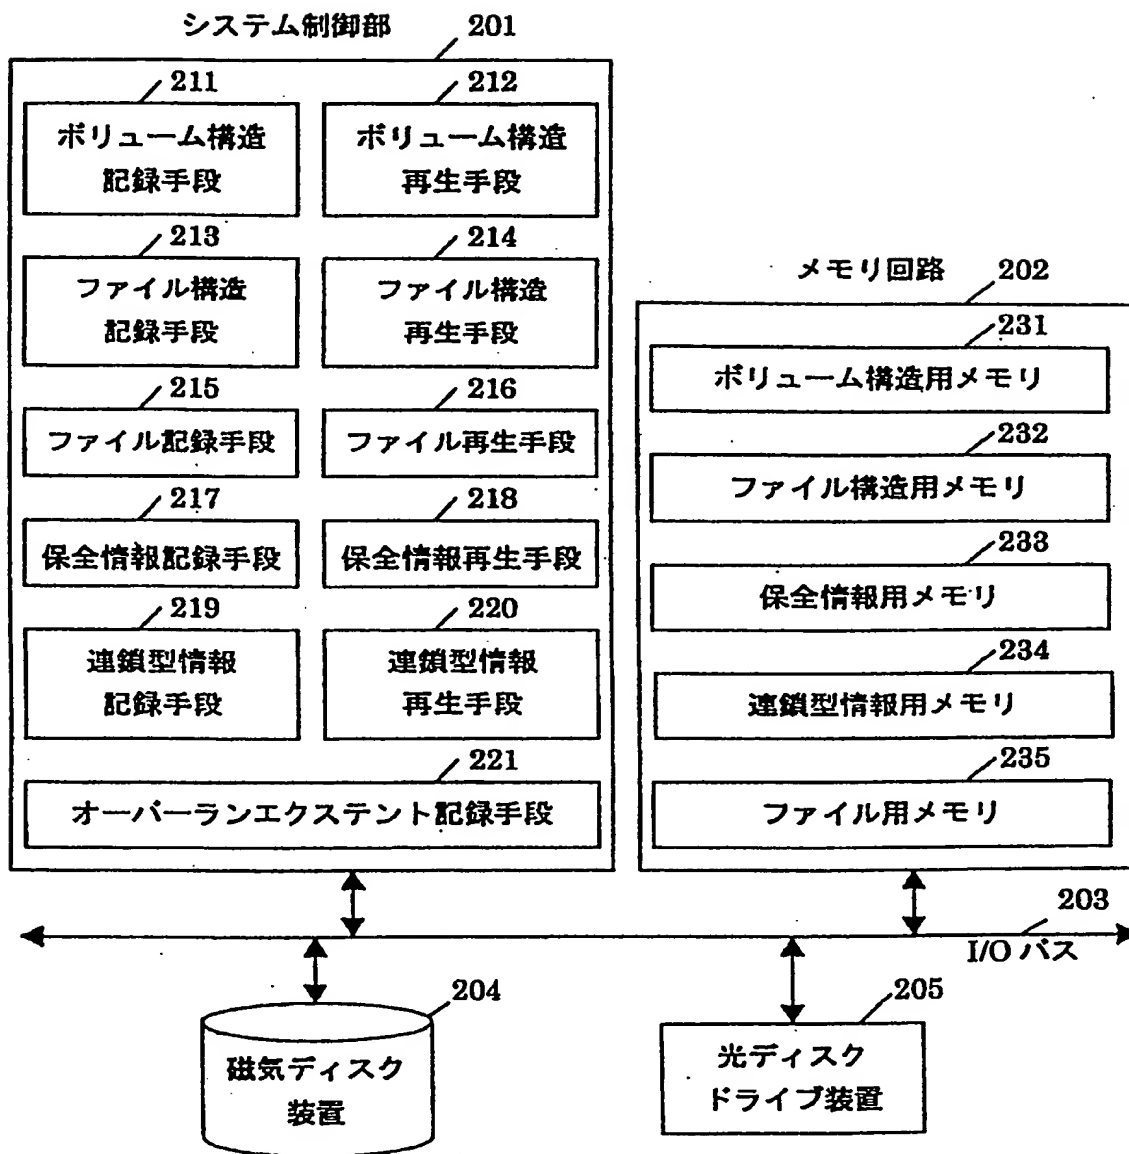 システム制御部 201
211 212
ボリューム構造
記録手段
ボリューム構造
再生手段
213 214
ファイル構造
記録手段
ファイル構造
再生手段
215 216
ファイル記録手段
ファイル再生手段
217 218
保全情報記録手段
保全情報再生手段
219 220
連鎖型情報
記録手段
連鎖型情報
再生手段
221
オーバーランエクステント記録手段
メモリ回路 202
231
ボリューム構造用メモリ
232
ファイル構造用メモリ
233
保全情報用メモリ
234
連鎖型情報用メモリ
235
ファイル用メモリ
203
I/O バス
204
磁気ディスク
装置
205
光ディスク
ドライブ装置